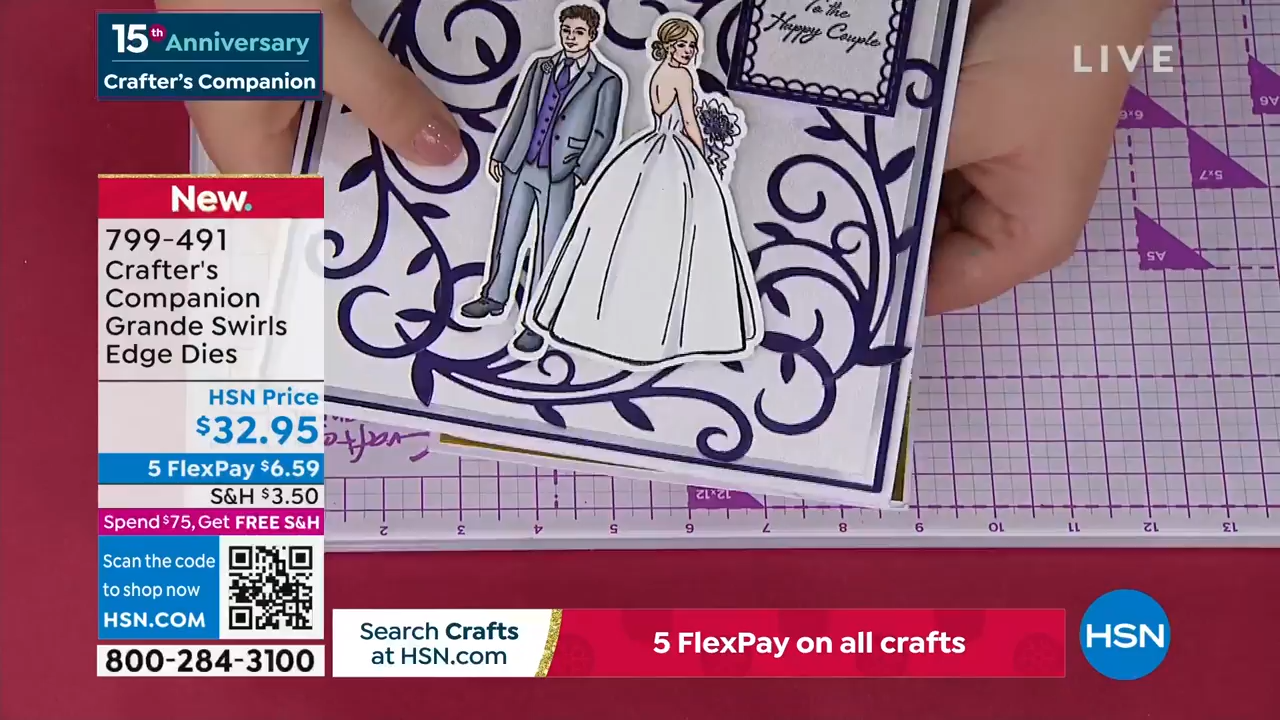 15th Anniversary
Crafter's Companion
LIVE
To the
Happy Couple
New.
799-491
Crafter's
Companion
Grande Swirls
Edge Dies
HSN Price
$32.95
5 FlexPay $6.59
S&H $3.50
Spend $75, Get FREE S&H
Scan the code
to shop now
HSN.COM
800-284-3100
6x6
A6
5x7
A5
12x12
2 3 4 5 6 7 8 9 10 11 12 13
Search Crafts
at HSN.com
5 FlexPay on all crafts
HSN